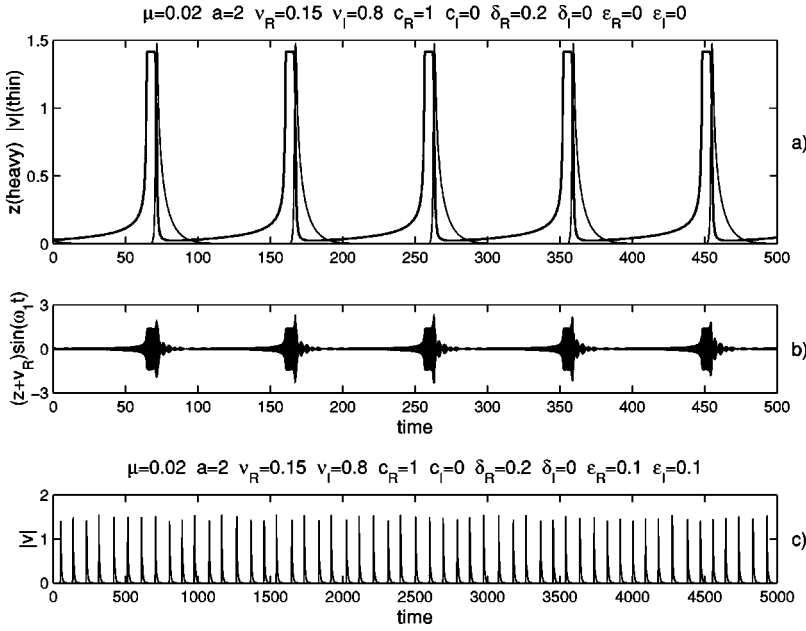 μ=0.02 a=2 ν_R=0.15 ν_I=0.8 c_R=1 c_I=0 δ_R=0.2 δ_I=0 ε_R=0 ε_I=0
z(heavy) |v|(thin)
1.5
1
0.5
0
0 50 100 150 200 250 300 350 400 450 500
a)
(z+v_R)sin(ω_1t)
3
0
−3
0 50 100 150 200 250 300 350 400 450 500
time
b)
μ=0.02 a=2 ν_R=0.15 ν_I=0.8 c_R=1 c_I=0 δ_R=0.2 δ_I=0 ε_R=0.1 ε_I=0.1
|v|
2
1
0
0 500 1000 1500 2000 2500 3000 3500 4000 4500 5000
time
c)